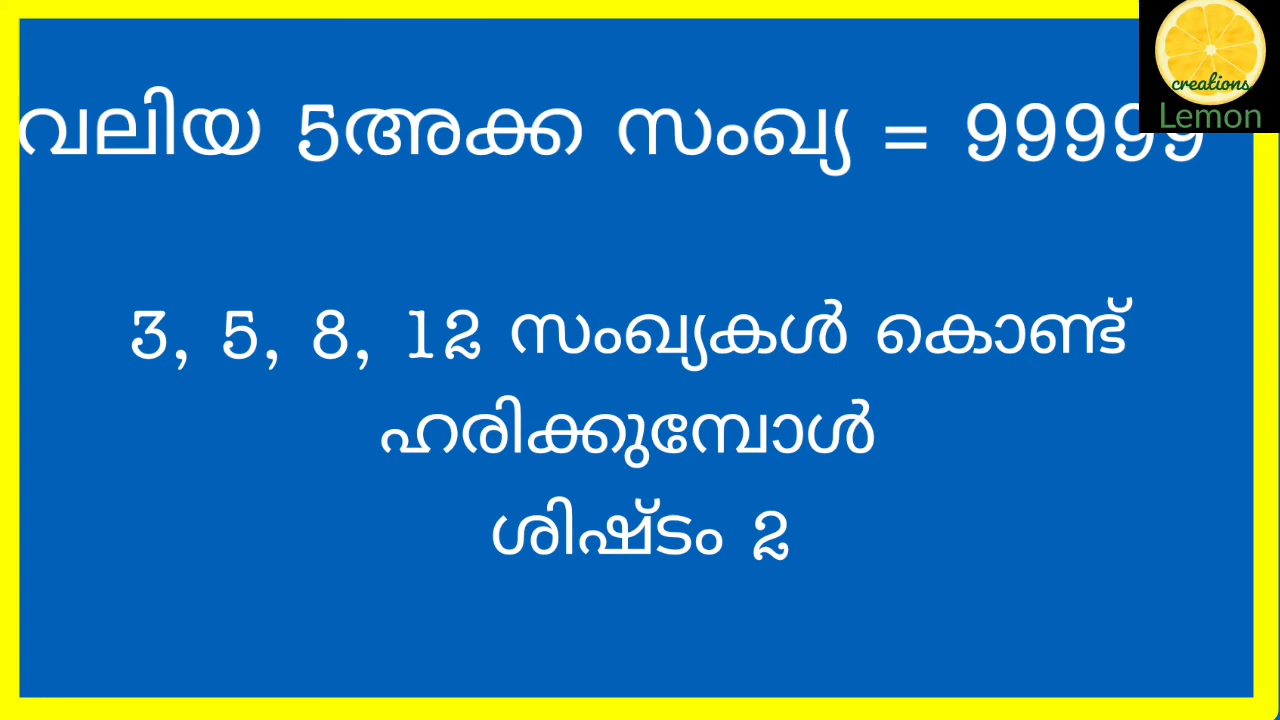 വലിയ 5അക്ക സംഖ്യ = 99999
creations
Lemon
3, 5, 8, 12 സംഖ്യകൾ കൊണ്ട്
ഹരിക്കുമ്പോൾ
ശിഷ്ടം 2